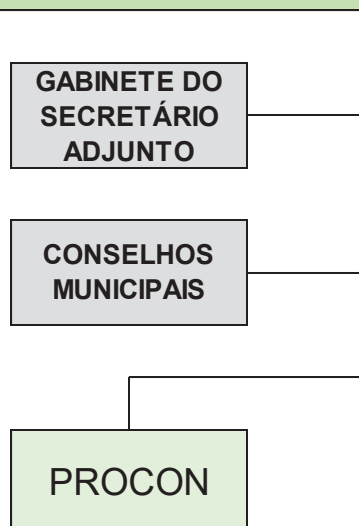 GABINETE DO
SECRETÁRIO
ADJUNTO
CONSELHOS
MUNICIPAIS
PROCON